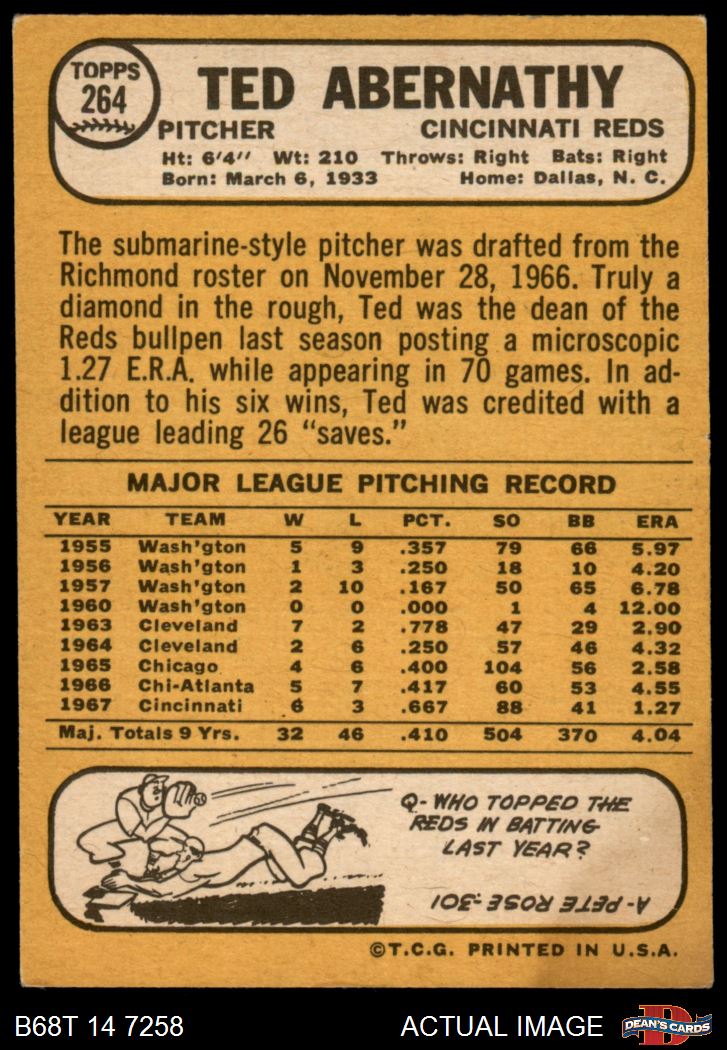 TOPPS
264
TED ABERNATHY
PITCHER CINCINNATI REDS
Ht: 6'4'' Wt: 210 Throws: Right Bats: Right
Born: March 6, 1933 Home: Dallas, N. C.
The submarine-style pitcher was drafted from the
Richmond roster on November 28, 1966. Truly a
diamond in the rough, Ted was the dean of the
Reds bullpen last season posting a microscopic
1.27 E.R.A. while appearing in 70 games. In ad-
dition to his six wins, Ted was credited with a
league leading 26 “saves.”
MAJOR LEAGUE PITCHING RECORD
YEAR TEAM W L PCT. SO BB ERA
1955 Wash'gton 5 9 .357 79 66 5.97
1956 Wash'gton 1 3 .250 18 10 4.20
1957 Wash'gton 2 10 .167 50 65 6.78
1960 Wash'gton 0 0 .000 1 4 12.00
1963 Cleveland 7 2 .778 47 29 2.90
1964 Cleveland 2 6 .250 57 46 4.32
1965 Chicago 4 6 .400 104 56 2.58
1966 Chi-Atlanta 5 7 .417 60 53 4.55
1967 Cincinnati 6 3 .667 88 41 1.27
Maj. Totals 9 Yrs. 32 46 .410 504 370 4.04
Q- WHO TOPPED THE
REDS IN BATTING
LAST YEAR?
A- PETE ROSE .301
©T.C.G. PRINTED IN U.S.A.
B68T 14 7258 ACTUAL IMAGE
D
DEAN'S CARDS